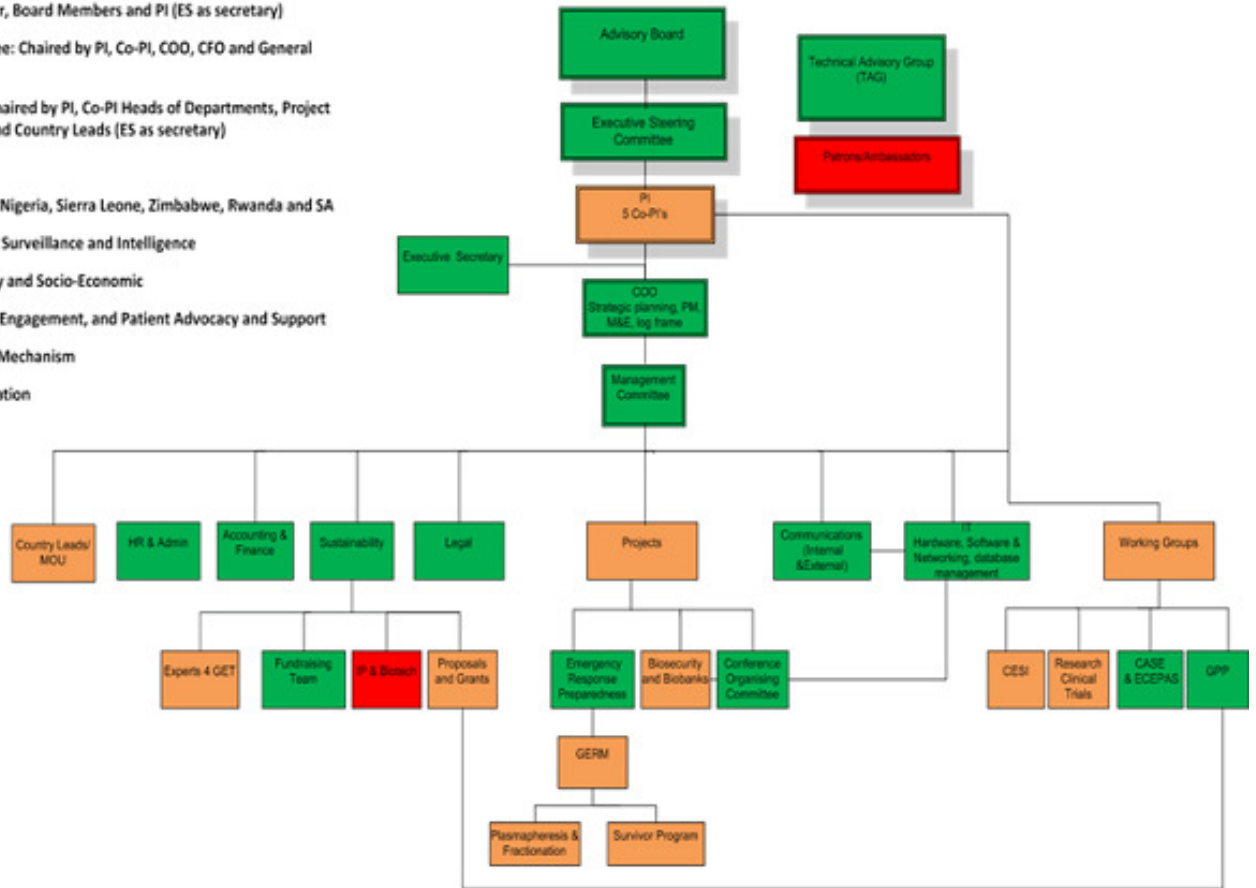 r, Board Members and PI (ES as secretary)
ee: Chaired by PI, Co-PI, COO, CFO and General
haired by PI, Co-PI Heads of Departments, Project
nd Country Leads (ES as secretary)
Nigeria, Sierra Leone, Zimbabwe, Rwanda and SA
Surveillance and Intelligence
y and Socio-Economic
Engagement, and Patient Advocacy and Support
Mechanism
ation
Advisory Board
Technical Advisory Group
(TAG)
Executive Steering
Committee
Patrons/Ambassadors
PI
5 Co-PI's
Executive Secretary
COO
Strategic planning, PM,
M&E, log frame
Management
Committee
Country Leads/
MOU
HR & Admin
Accounting &
Finance
Sustainability
Legal
Projects
Communications
(Internal
&External)
IT
Hardware, Software &
Networking, database
management
Working Groups
Experts 4 GET
Fundraising
Team
IP & Biotech
Proposals
and Grants
Emergency
Response
Preparedness
Biosecurity
and Biobanks
Conference
Organising
Committee
CESI
Research
Clinical
Trials
CASE
& ECEPAS
GPP
GERM
Plasmapheresis &
Fractionation
Survivor Program